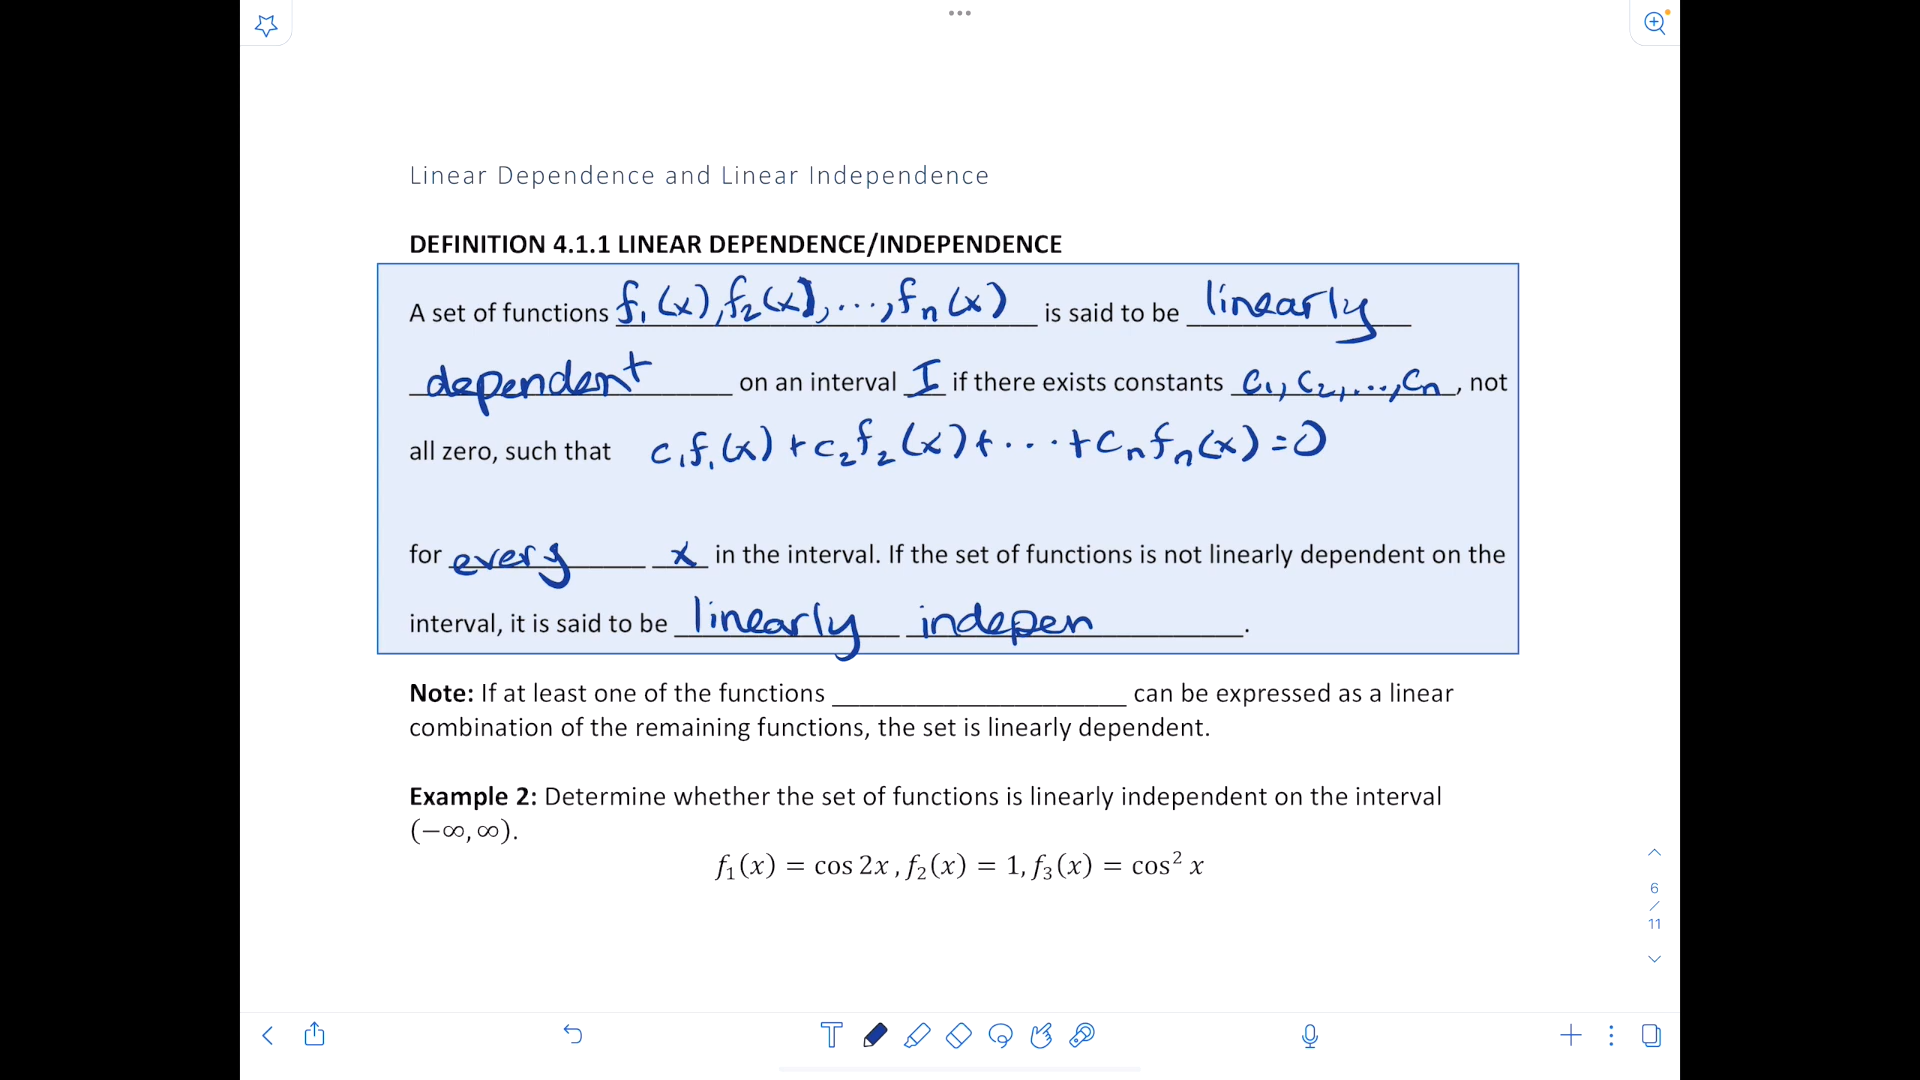 Linear Dependence and Linear Independence
DEFINITION 4.1.1 LINEAR DEPENDENCE/INDEPENDENCE
A set of functions f₁(x), f₂(x), ..., fₙ(x) is said to be linearly
dependent on an interval I if there exists constants c₁, c₂, ..., cₙ, not
all zero, such that c₁f₁(x) + c₂f₂(x) + ... + cₙfₙ(x) = 0
for every x in the interval. If the set of functions is not linearly dependent on the
interval, it is said to be linearly indepen.
Note: If at least one of the functions ____________________ can be expressed as a linear
combination of the remaining functions, the set is linearly dependent.
Example 2: Determine whether the set of functions is linearly independent on the interval
(−∞, ∞).
f₁(x) = cos 2x, f₂(x) = 1, f₃(x) = cos² x
6
/
11